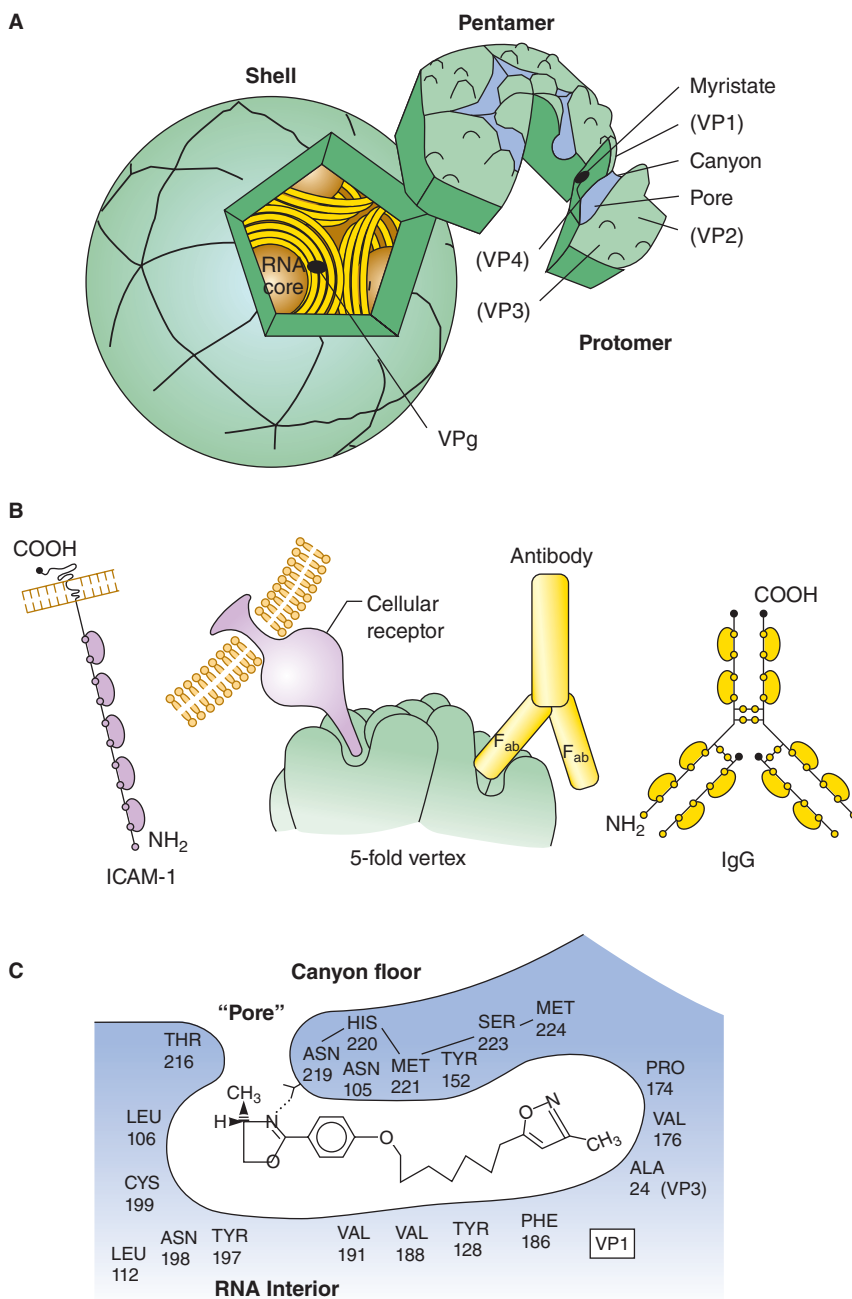 A
Pentamer
Shell
Myristate
(VP1)
Canyon
Pore
(VP2)
(VP4)
(VP3)
Protomer
RNA
core
VPg
B
COOH
NH2
ICAM-1
Cellular
receptor
Antibody
Fab
Fab
5-fold vertex
COOH
NH2
IgG
C
Canyon floor
"Pore"
THR
216
HIS
220
ASN
219
ASN
105
MET
221
TYR
152
SER
223
MET
224
PRO
174
VAL
176
ALA
24 (VP3)
LEU
106
CYS
199
LEU
112
ASN
198
TYR
197
VAL
191
VAL
188
TYR
128
PHE
186
VP1
CH3
H
N
O
O
O
N
CH3
RNA Interior